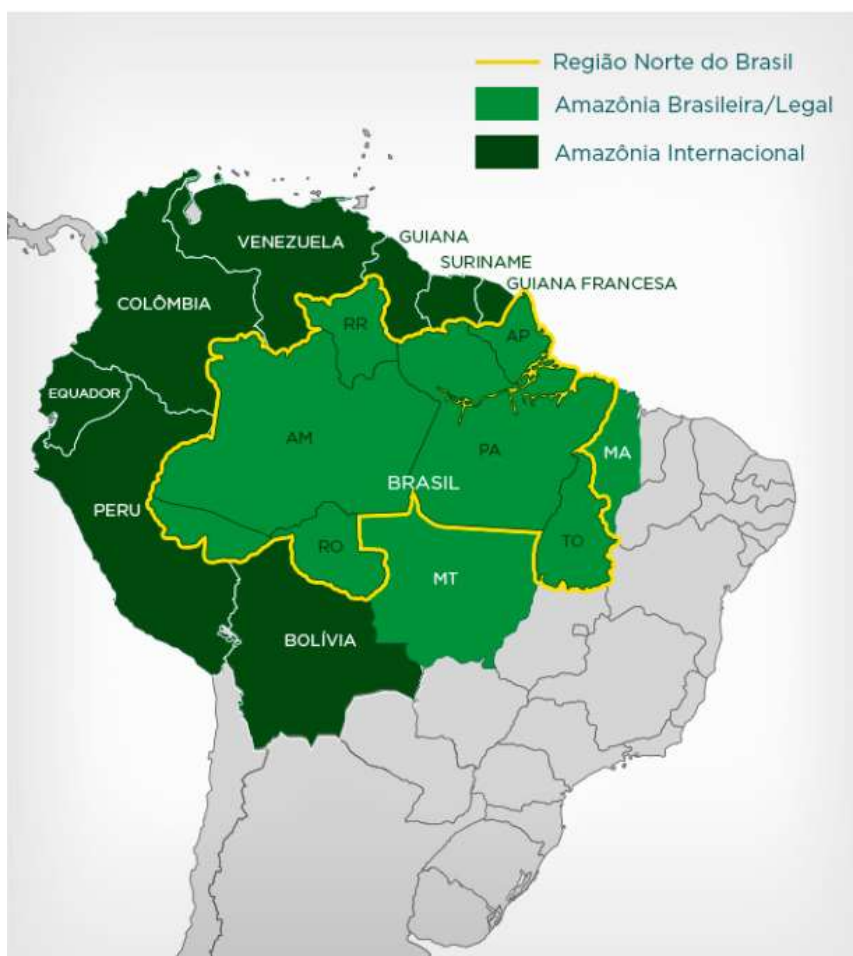 Região Norte do Brasil
Amazônia Brasileira/Legal
Amazônia Internacional
VENEZUELA
GUIANA
SURINAME
GUIANA FRANCESA
COLÔMBIA
RR
AP
EQUADOR
AM
PA
MA
BRASIL
PERU
RO
TO
MT
BOLÍVIA